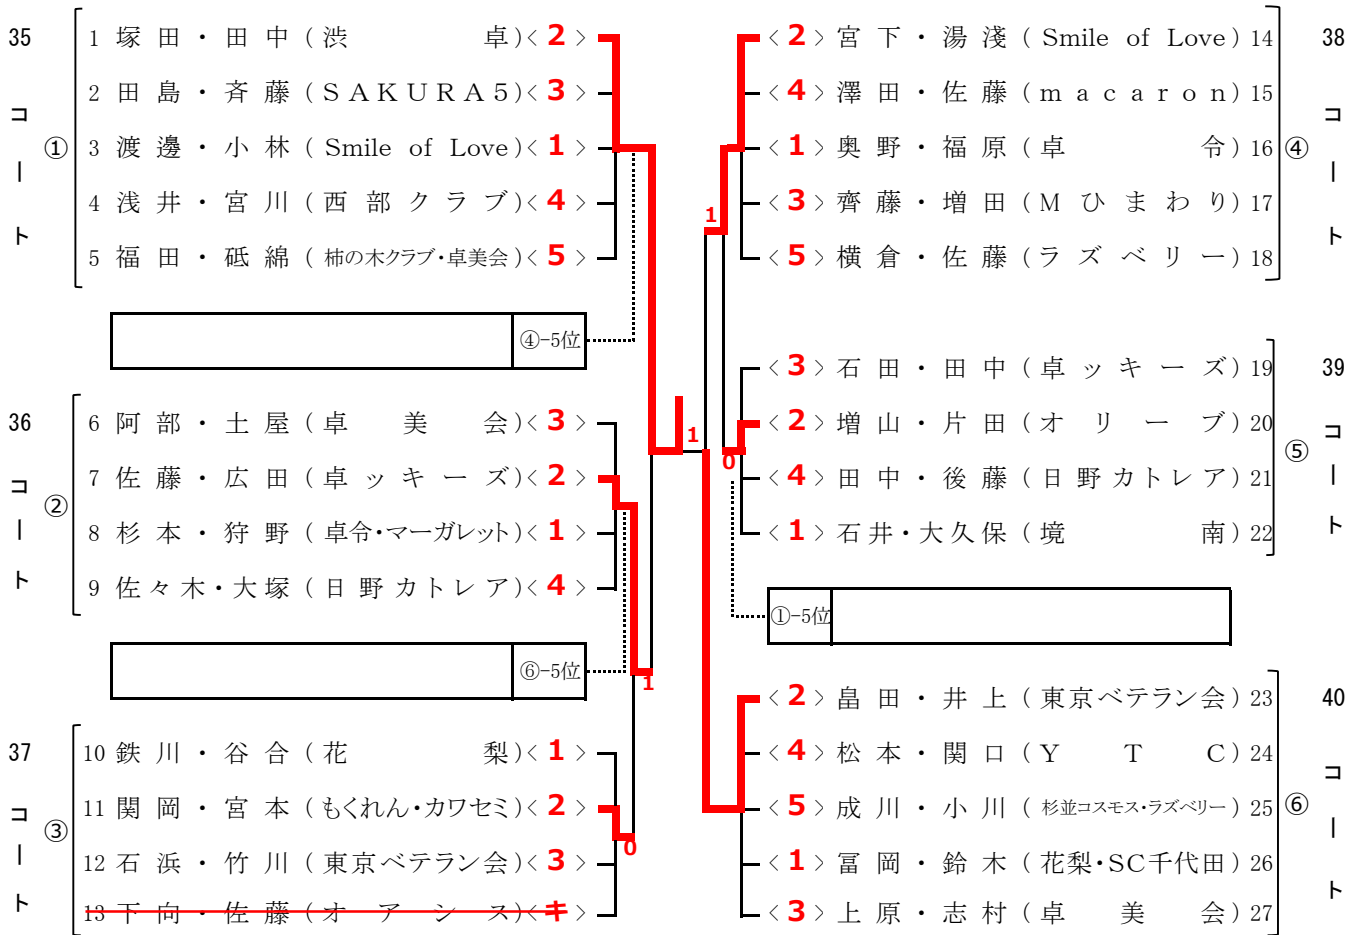 35 コート ①
1 塚田・田中(渋卓)<2>
2 田島・斉藤(SAKURA5)<3>
3 渡邊・小林(Smile of Love)<1>
4 浅井・宮川(西部クラブ)<4>
5 福田・砥綿(柿の木クラブ・卓美会)<5>
④-5位
36 コート ②
6 阿部・土屋(卓美会)<3>
7 佐藤・広田(卓ッキーズ)<2>
8 杉本・狩野(卓令・マーガレット)<1>
9 佐々木・大塚(日野カトレア)<4>
⑥-5位
37 コート ③
10 鉄川・谷合(花梨)<1>
11 関岡・宮本(もくれん・カワセミ)<2>
12 石浜・竹川(東京ベテラン会)<3>
13 下向・佐藤(オアシス)<キ>
1
0
1
1
0
38 コート ④
<2>宮下・湯淺(Smile of Love)14
<4>澤田・佐藤(macaron)15
<1>奥野・福原(卓令)16
<3>齊藤・増田(Mひまわり)17
<5>横倉・佐藤(ラズベリー)18
39 コート ⑤
<3>石田・田中(卓ッキーズ)19
<2>増山・片田(オリーブ)20
<4>田中・後藤(日野カトレア)21
<1>石井・大久保(境南)22
①-5位
40 コート ⑥
<2>畠田・井上(東京ベテラン会)23
<4>松本・関口(YTC)24
<5>成川・小川(杉並コスモス・ラズベリー)25
<1>冨岡・鈴木(花梨・SC千代田)26
<3>上原・志村(卓美会)27